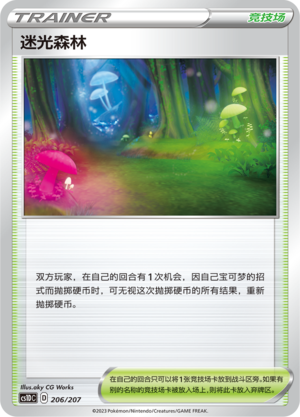 TRAINER
竞技场
迷光森林
双方玩家，在自己的回合有1次机会，因自己宝可梦的招
式而抛掷硬币时，可无视这次抛掷硬币的所有结果，重新
抛掷硬币。
Illus.aky CG Works
在自己的回合只可以将1张竞技场卡放到战斗区旁。如果有
别的名称的竞技场卡被放入场上，则将此卡放入弃牌区。
CS1D C D 206/207
©2023 Pokémon/Nintendo/Creatures/GAME FREAK.